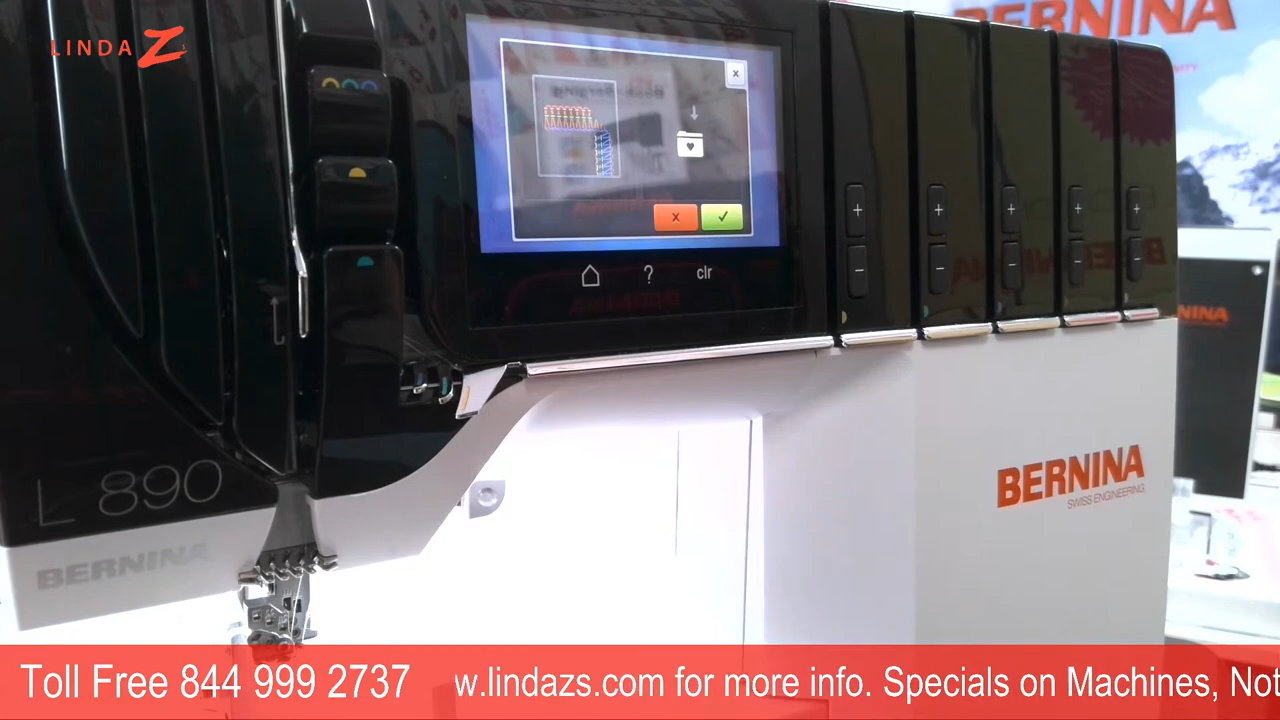 LINDA Z
BERNINA
? clr
+ + + + +
− − − − −
BERNINA
L 890
BERNINA
SWISS ENGINEERING
BERNINA
Toll Free 844 999 2737 w.lindazs.com for more info. Specials on Machines, Not